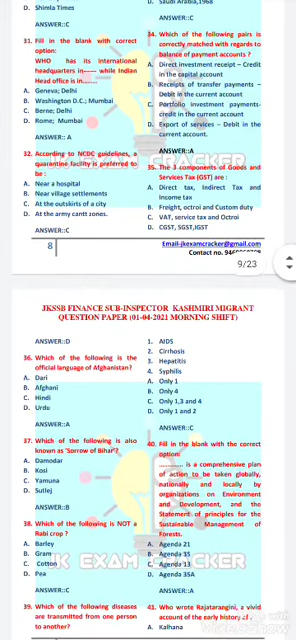 D. Shimla Times
ANSWER::C
31. Fill in the blank with correct
option:
WHO has its international
headquarters in------ while Indian
Head office is in......
A. Geneva; Delhi
B. Washington D.C.; Mumbai
C. Berne; Delhi
D. Rome; Mumbai
ANSWER:: A
32. According to NCDC guidelines, a
quarantine facility is preferred to
be :
A. Near a hospital
B. Near village settlements
C. At the outskirts of a city
D. At the army cantt zones.
ANSWER::C
D. Saudi Arabia,1968
ANSWER::C
34. Which of the following pairs is
correctly matched with regards to
balance of payment accounts ?
A. Direct investment receipt – Credit
in the capital account
B. Receipts of transfer payments –
Debit in the current account
C. Portfolio investment payments-
credit in the current account
D. Export of services – Debit in the
current account.
ANSWER::A
35. The 3 components of Goods and
Services Tax (GST) are :
A. Direct tax, Indirect Tax and
Income tax
B. Freight, octroi and Custom duty
C. VAT, service tax and Octroi
D. CGST, SGST,IGST
CRACKER
8
Email-jkexamcracker@gmail.com
Contact no.
9/23
JKSSB FINANCE SUB-INSPECTOR KASHMIRI MIGRANT
QUESTION PAPER (01-04-2021 MORNING SHIFT)
ANSWER::D
36. Which of the following is the
official language of Afghanistan?
A. Dari
B. Afghani
C. Hindi
D. Urdu
ANSWER::A
37. Which of the following is also
known as 'Sorrow of Bihar'?
A. Damodar
B. Kosi
C. Yamuna
D. Sutlej
ANSWER::B
38. Which of the following is NOT a
Rabi crop ?
A. Barley
B. Gram
C. Cotton
D. Pea
ANSWER::C
39. Which of the following diseases
are transmitted from one person
to another?
1. AIDS
2. Cirrhosis
3. Hepatitis
4. Syphilis
A. Only 1
B. Only 4
C. Only 1,3 and 4
D. Only 1 and 2
ANSWER::C
40. Fill in the blank with the correct
option:
............. is a comprehensive plan
of action to be taken globally,
nationally and locally by
organizations on Environment
and Development, and the
Statement of principles for the
Sustainable Management of
Forests.
A. Agenda 21
B. Agenda 35
C. Agenda 13
D. Agenda 35A
ANSWER::A
41. Who wrote Rajatarangini, a vivid
account of the early history of .
A. Kalhana
JK EXAM CRACKER